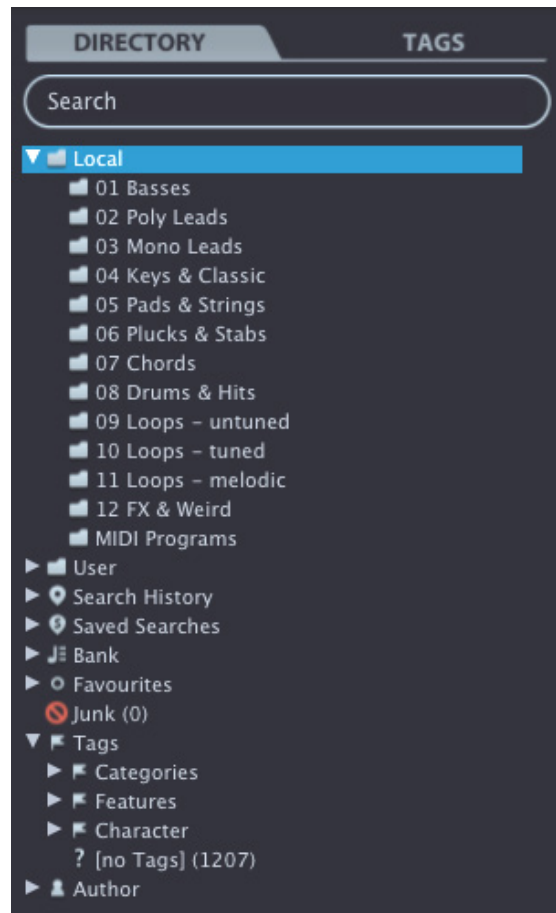 DIRECTORY TAGS
Search
Local
01 Basses
02 Poly Leads
03 Mono Leads
04 Keys & Classic
05 Pads & Strings
06 Plucks & Stabs
07 Chords
08 Drums & Hits
09 Loops – untuned
10 Loops – tuned
11 Loops – melodic
12 FX & Weird
MIDI Programs
User
Search History
Saved Searches
Bank
Favourites
Junk (0)
Tags
Categories
Features
Character
? [no Tags] (1207)
Author